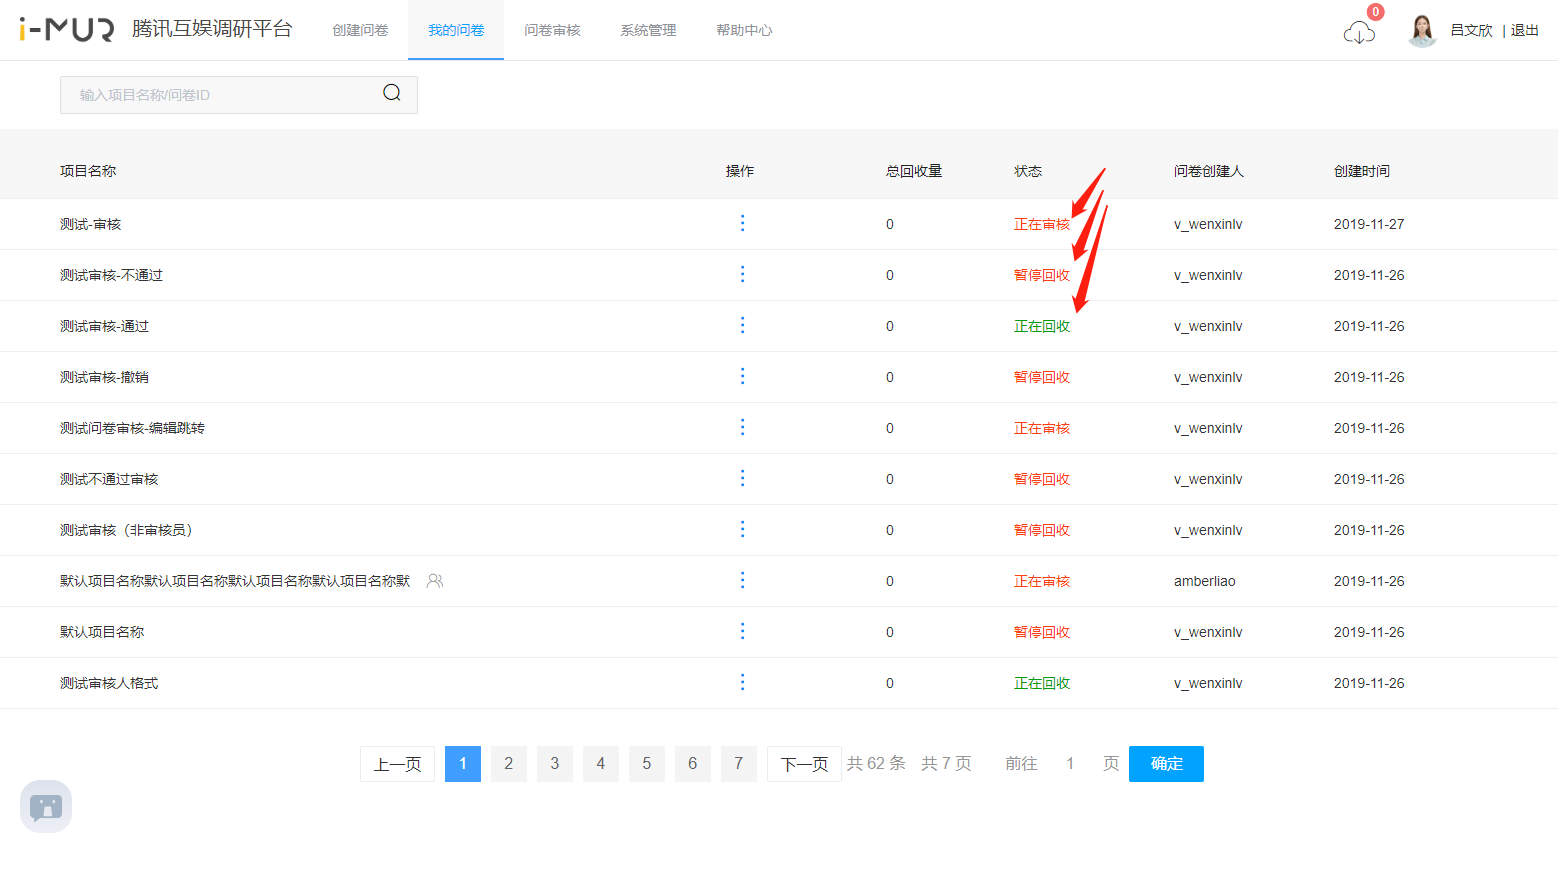 i-MUR 腾讯互娱调研平台 创建问卷 我的问卷 问卷审核 系统管理 帮助中心 0 吕文欣 | 退出
输入项目名称/问卷ID
项目名称 操作 总回收量 状态 问卷创建人 创建时间
测试-审核 0 正在审核 v_wenxinlv 2019-11-27
测试审核-不通过 0 暂停回收 v_wenxinlv 2019-11-26
测试审核-通过 0 正在回收 v_wenxinlv 2019-11-26
测试审核-撤销 0 暂停回收 v_wenxinlv 2019-11-26
测试问卷审核-编辑跳转 0 正在审核 v_wenxinlv 2019-11-26
测试不通过审核 0 暂停回收 v_wenxinlv 2019-11-26
测试审核（非审核员） 0 暂停回收 v_wenxinlv 2019-11-26
默认项目名称默认项目名称默认项目名称默认项目名称默 0 正在审核 amberliao 2019-11-26
默认项目名称 0 暂停回收 v_wenxinlv 2019-11-26
测试审核人格式 0 正在回收 v_wenxinlv 2019-11-26
上一页 1 2 3 4 5 6 7 下一页 共 62 条 共 7 页 前往 1 页 确定